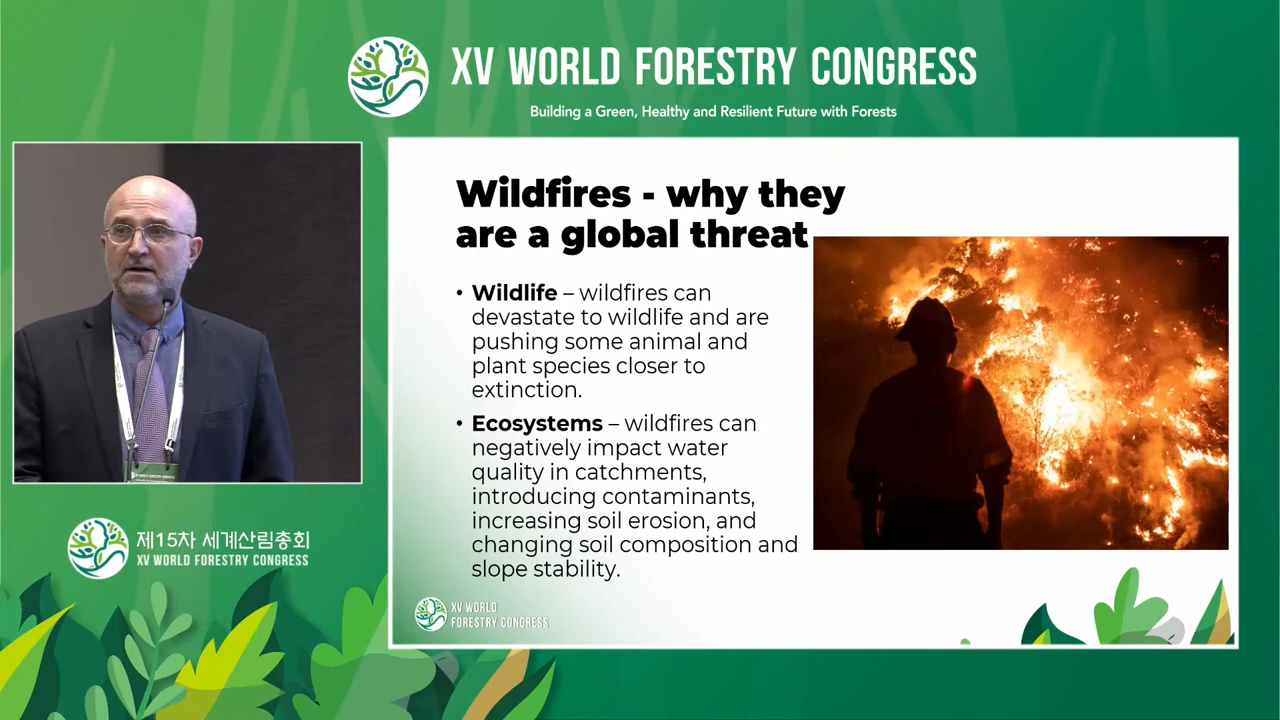 XV WORLD FORESTRY CONGRESS
Building a Green, Healthy and Resilient Future with Forests
Wildfires - why they
are a global threat
• Wildlife – wildfires can
devastate to wildlife and are
pushing some animal and
plant species closer to
extinction.
• Ecosystems – wildfires can
negatively impact water
quality in catchments,
introducing contaminants,
increasing soil erosion, and
changing soil composition and
slope stability.
XV WORLD
FORESTRY CONGRESS
제15차 세계산림총회
XV WORLD FORESTRY CONGRESS